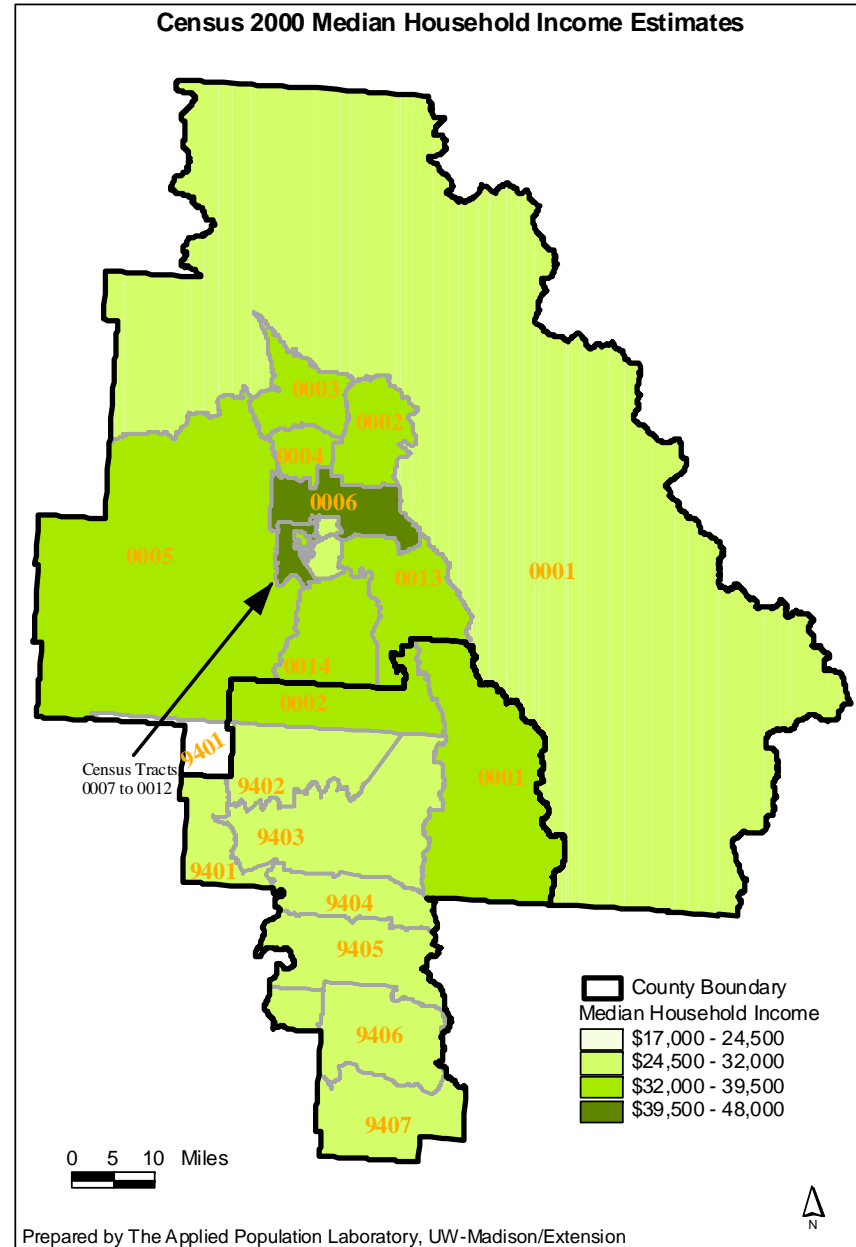 Census 2000 Median Household Income Estimates
0003
0002
0004
0006
0005
0013
0001
0014
0002
9401
Census Tracts
0007 to 0012
9402
0001
9403
9401
9404
9405
9406
9407
County Boundary
Median Household Income
$17,000 - 24,500
$24,500 - 32,000
$32,000 - 39,500
$39,500 - 48,000
0 5 10 Miles
N
Prepared by The Applied Population Laboratory, UW-Madison/Extension